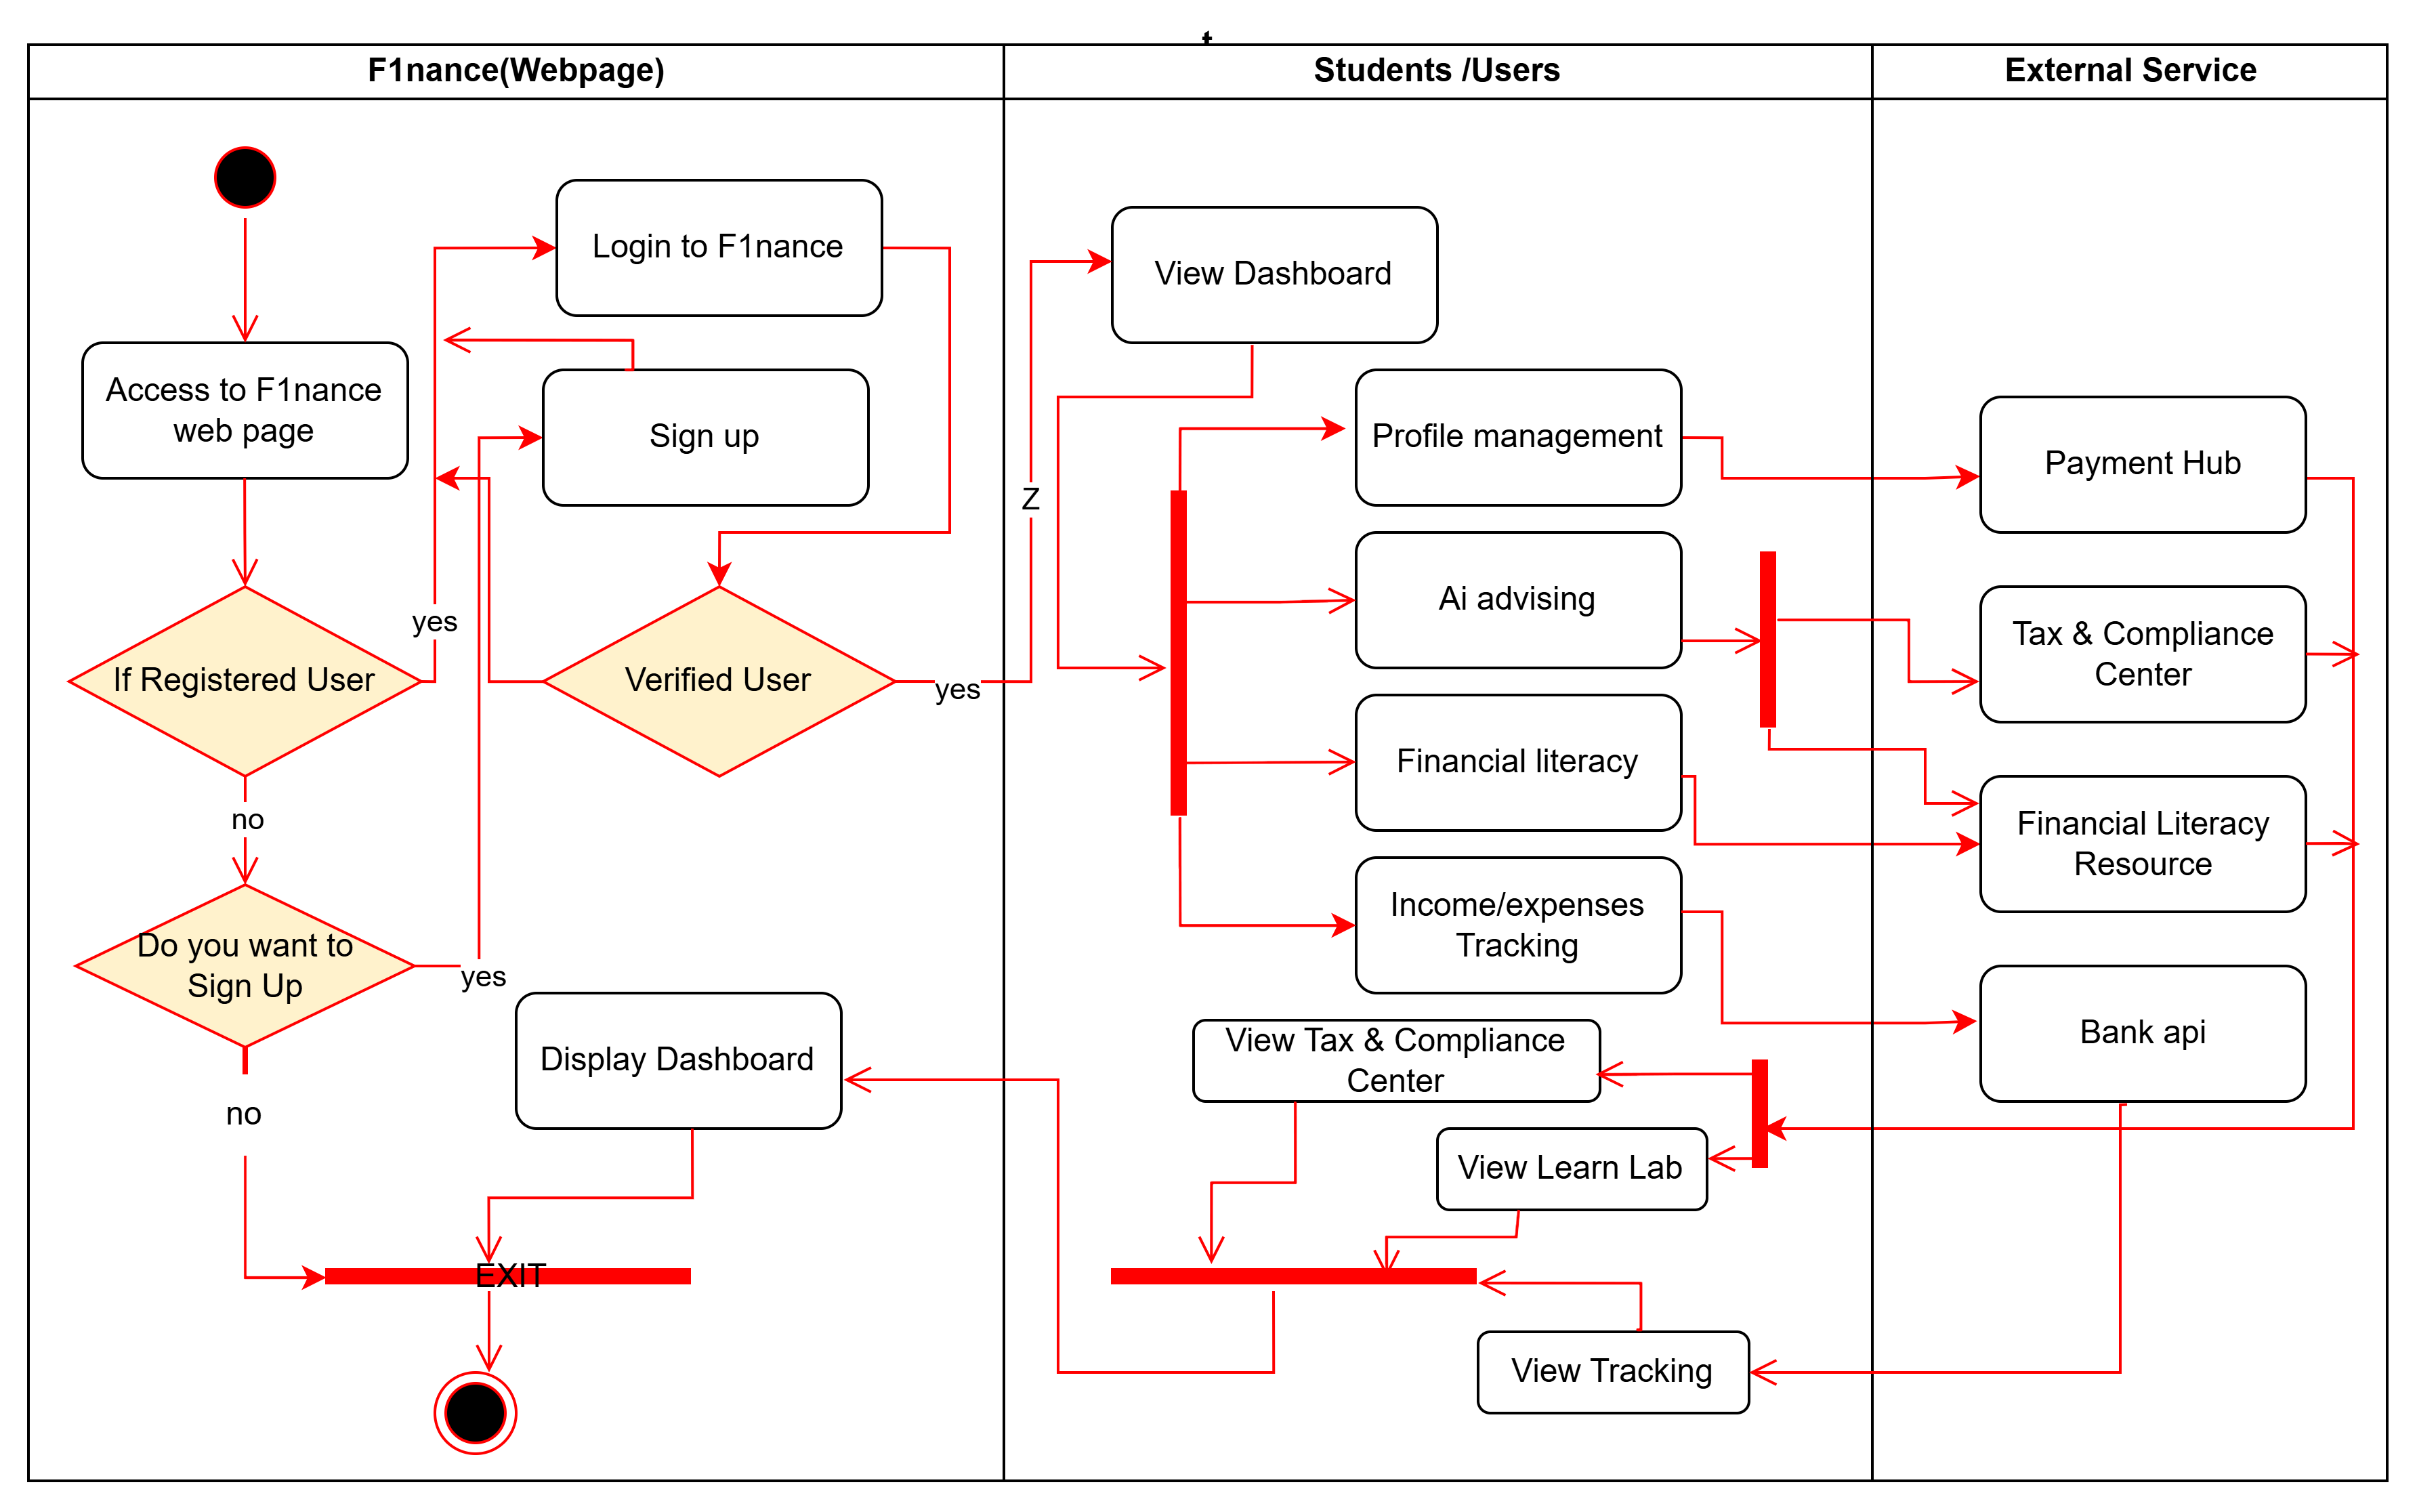 t
F1nance(Webpage)
Students /Users
External Service
Login to F1nance
View Dashboard
Access to F1nance
web page
Sign up
Profile management
Payment Hub
Z
yes
Ai advising
Tax & Compliance
Center
If Registered User
Verified User
yes
Financial literacy
no
Financial Literacy
Resource
Do you want to
Sign Up
yes
Income/expenses
Tracking
Display Dashboard
View Tax & Compliance
Center
Bank api
no
View Learn Lab
EXIT
View Tracking